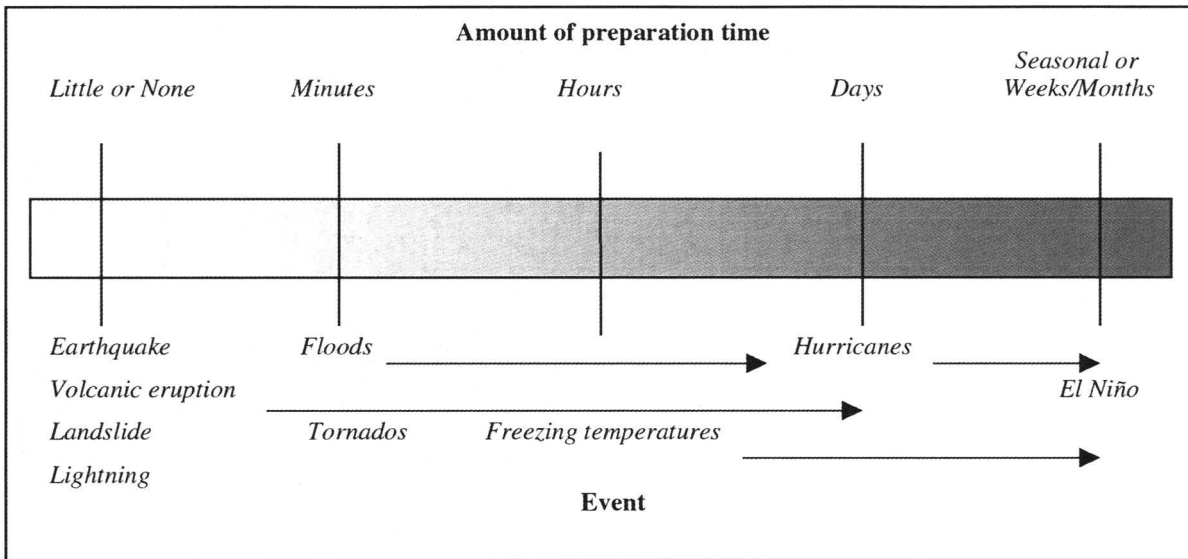 Amount of preparation time
Seasonal or
Little or None Minutes Hours Days Weeks/Months
Earthquake Floods Hurricanes
Volcanic eruption El Niño
Landslide Tornados Freezing temperatures
Lightning
Event